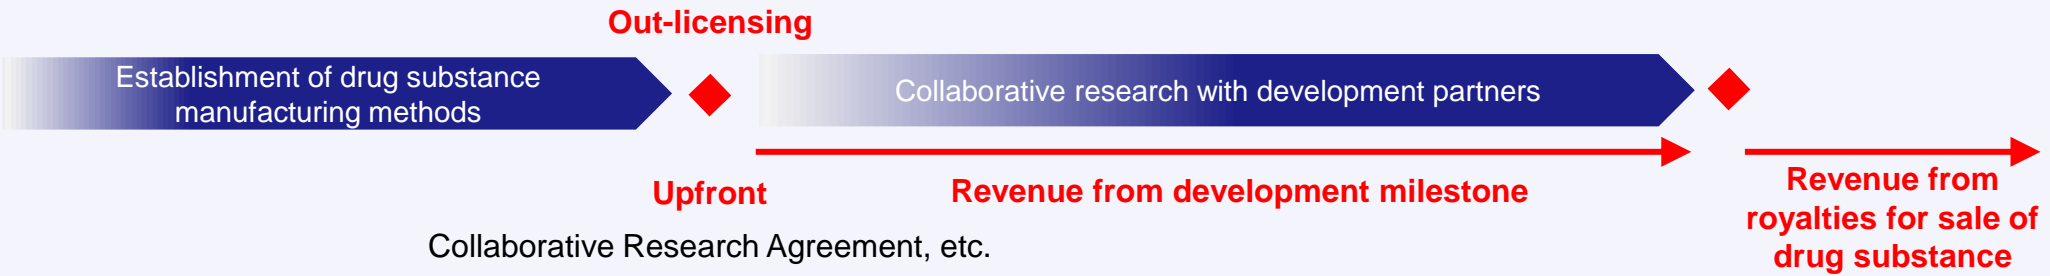 Out-licensing
Establishment of drug substance
manufacturing methods
Collaborative research with development partners
Upfront
Revenue from development milestone
Revenue from
royalties for sale of
drug substance
Collaborative Research Agreement, etc.